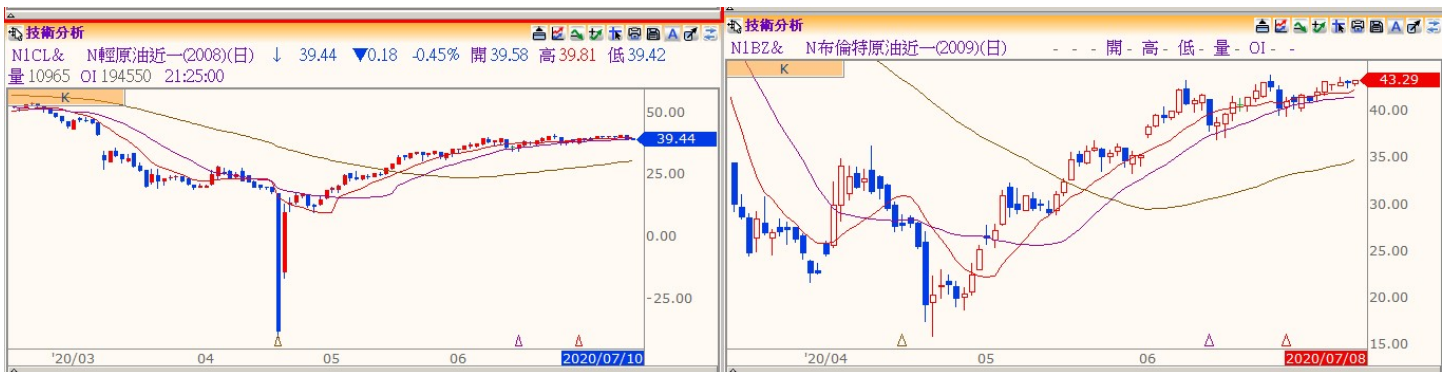 技術分析
N1CL& N輕原油近一(2008)(日) ↓ 39.44 ▼0.18 -0.45% 開 39.58 高 39.81 低 39.42
量 10965 OI 194550 21:25:00
K
50.00
39.44
25.00
0.00
-25.00
'20/03 04 05 06 2020/07/10
技術分析
N1BZ& N布倫特原油近一(2009)(日) - - - 開 - 高 - 低 - 量 - OI - -
K
43.29
40.00
35.00
30.00
25.00
20.00
15.00
'20/04 05 06 2020/07/08